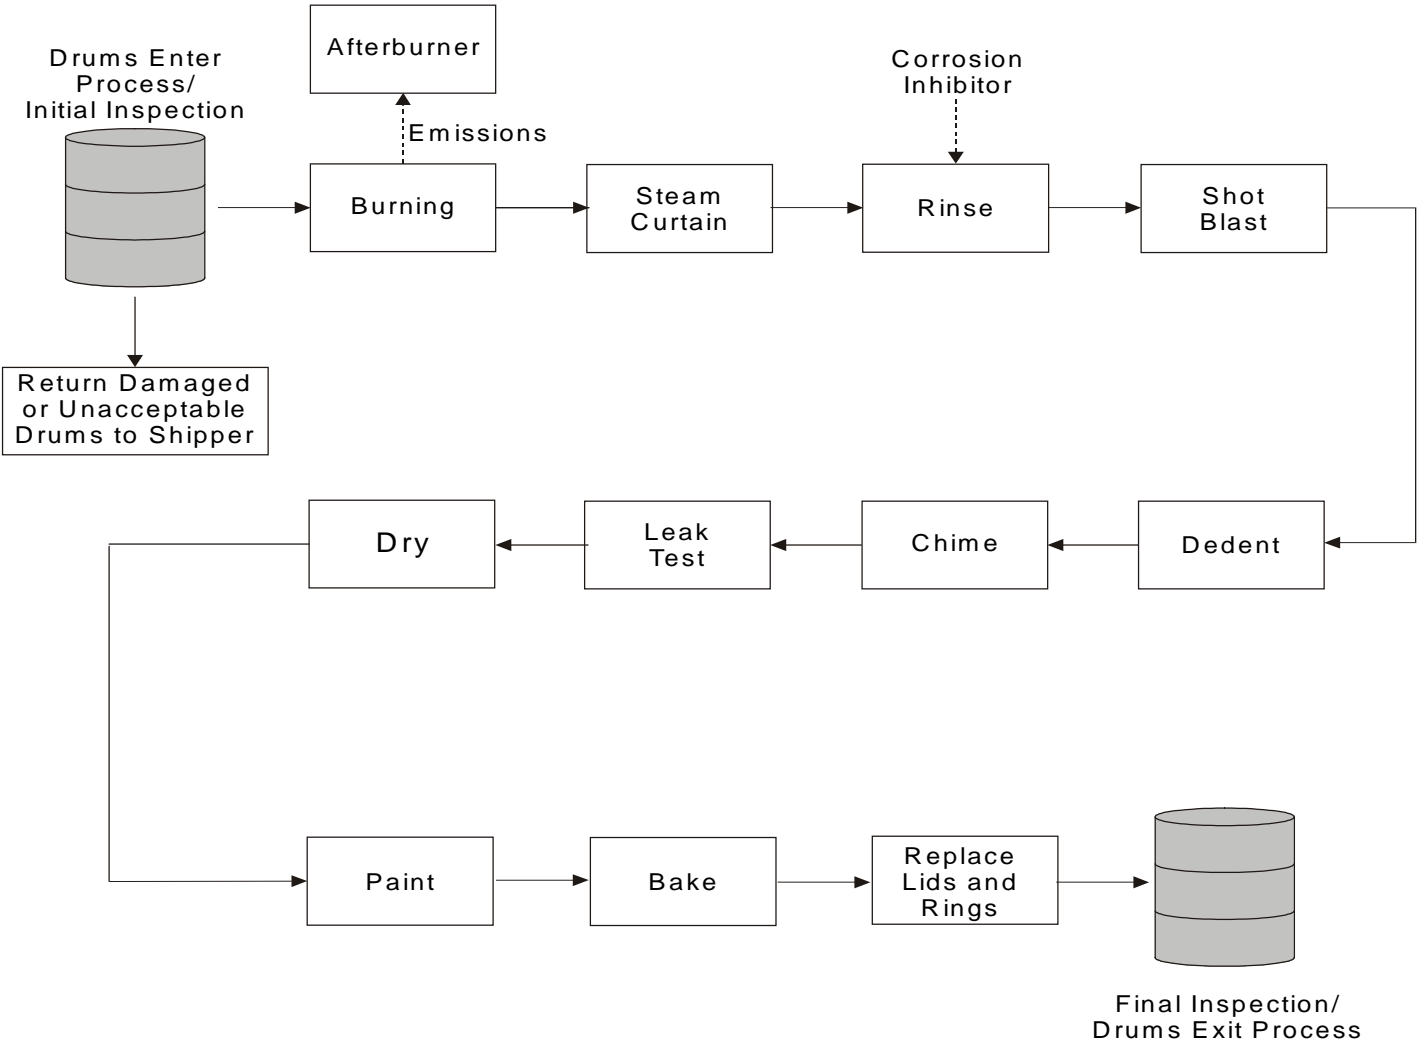 Afterburner
Drums Enter
Process/
Initial Inspection
Corrosion
Inhibitor
Emissions
Burning
Steam
Curtain
Rinse
Shot
Blast
Return Damaged
or Unacceptable
Drums to Shipper
Dry
Leak
Test
Chime
Dedent
Paint
Bake
Replace
Lids and
Rings
Final Inspection/
Drums Exit Process